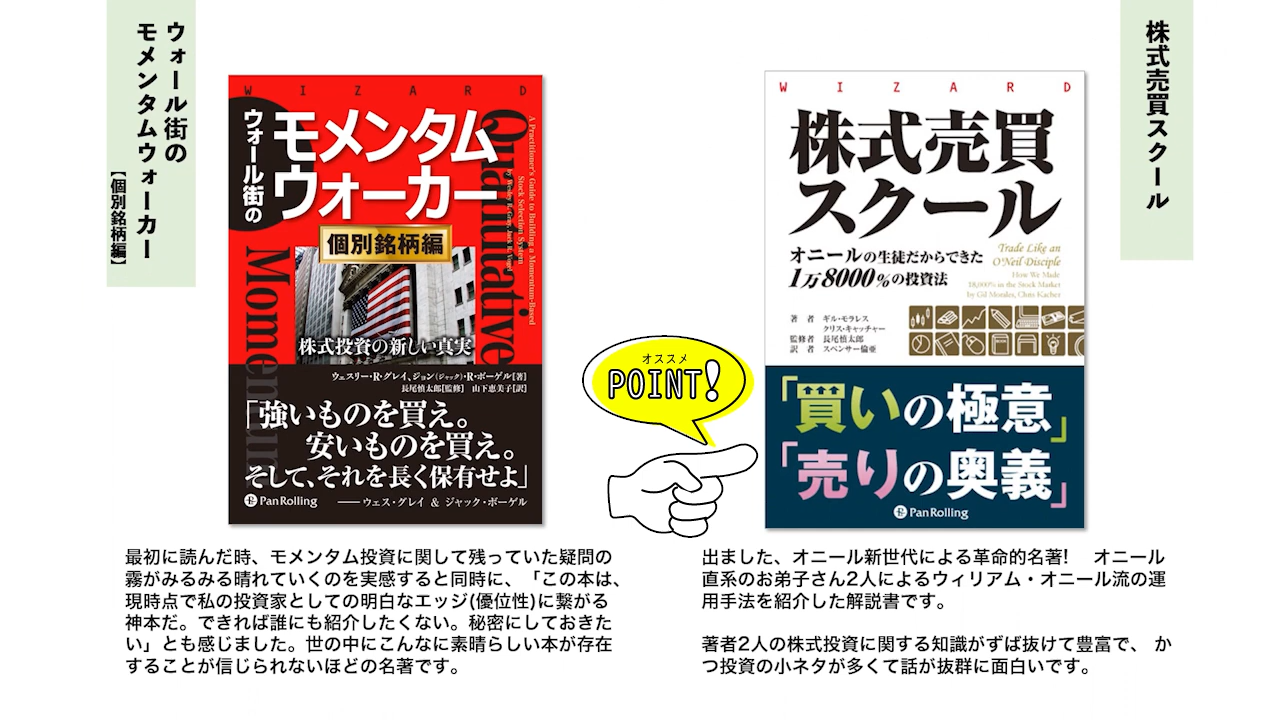 ウォール街の
モメンタムウォーカー
【個別銘柄編】
WIZARD
ウォール街の
モメンタム
ウォーカー
個別銘柄編
Quantitative
Momentum
A Practitioner's Guide to Building a Momentum-Based
Stock Selection System
by Wesley R. Gray, Jack R. Vogel
株式投資の新しい真実
ウェスリー・R・グレイ、ジョン(ジャック)・R・ボーゲル[著]
長尾慎太郎[監修] 山下恵美子[訳]
「強いものを買え。
安いものを買え。
そして、それを長く保有せよ」
PanRolling
――ウェス・グレイ & ジャック・ボーゲル
最初に読んだ時、モメンタム投資に関して残っていた疑問の
霧がみるみる晴れていくのを実感すると同時に、「この本は、
現時点で私の投資家としての明白なエッジ(優位性)に繋がる
神本だ。できれば誰にも紹介したくない。秘密にしておきた
い」とも感じました。世の中にこんなに素晴らしい本が存在
することが信じられないほどの名著です。
オススメ
POINT!
株式売買スクール
WIZARD
株式売買
スクール
オニールの生徒だからできた
1万8000%の投資法
Trade Like an
O'Neil Disciple
How We Made
18,000% in the Stock Market
by Gil Morales, Chris Kacher
著 者 ギル・モラレス
クリス・キャッチャー
監修者 長尾慎太郎
訳 者 スペンサー倫亜
「買いの極意」
「売りの奥義」
PanRolling
出ました、オニール新世代による革命的名著! オニール
直系のお弟子さん2人によるウィリアム・オニール流の運
用手法を紹介した解説書です。
著者2人の株式投資に関する知識がずば抜けて豊富で、 か
つ投資の小ネタが多くて話が抜群に面白いです。